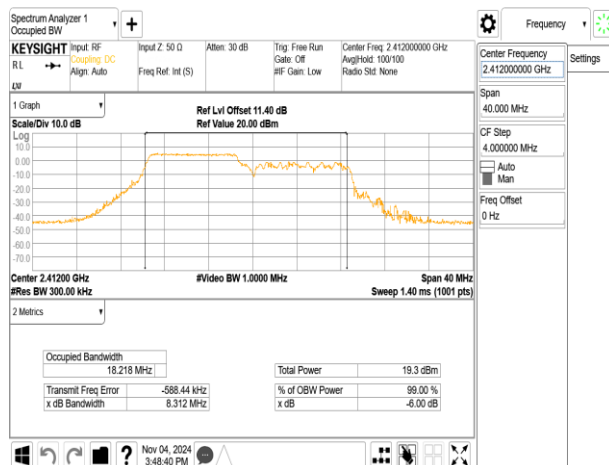 Spectrum Analyzer 1
Occupied BW
Frequency
KEYSIGHT
RL
LXI
Input: RF
Coupling: DC
Align: Auto
Input Z: 50 Ω
Freq Ref: Int (S)
Atten: 30 dB
Trig: Free Run
Gate: Off
#IF Gain: Low
Center Freq: 2.412000000 GHz
Avg|Hold: 100/100
Radio Std: None
Center Frequency
2.412000000 GHz
Settings
Span
40.000 MHz
CF Step
4.000000 MHz
Auto
Man
Freq Offset
0 Hz
1 Graph
Scale/Div 10.0 dB
Ref Lvl Offset 11.40 dB
Ref Value 20.00 dBm
Log
10.0
0.00
-10.0
-20.0
-30.0
-40.0
-50.0
-60.0
-70.0
Center 2.41200 GHz
#Res BW 300.00 kHz
#Video BW 1.0000 MHz
Span 40 MHz
Sweep 1.40 ms (1001 pts)
2 Metrics
Occupied Bandwidth
18.218 MHz
Total Power 19.3 dBm
Transmit Freq Error -588.44 kHz
% of OBW Power 99.00 %
x dB Bandwidth 8.312 MHz
x dB -6.00 dB
Nov 04, 2024
3:48:40 PM